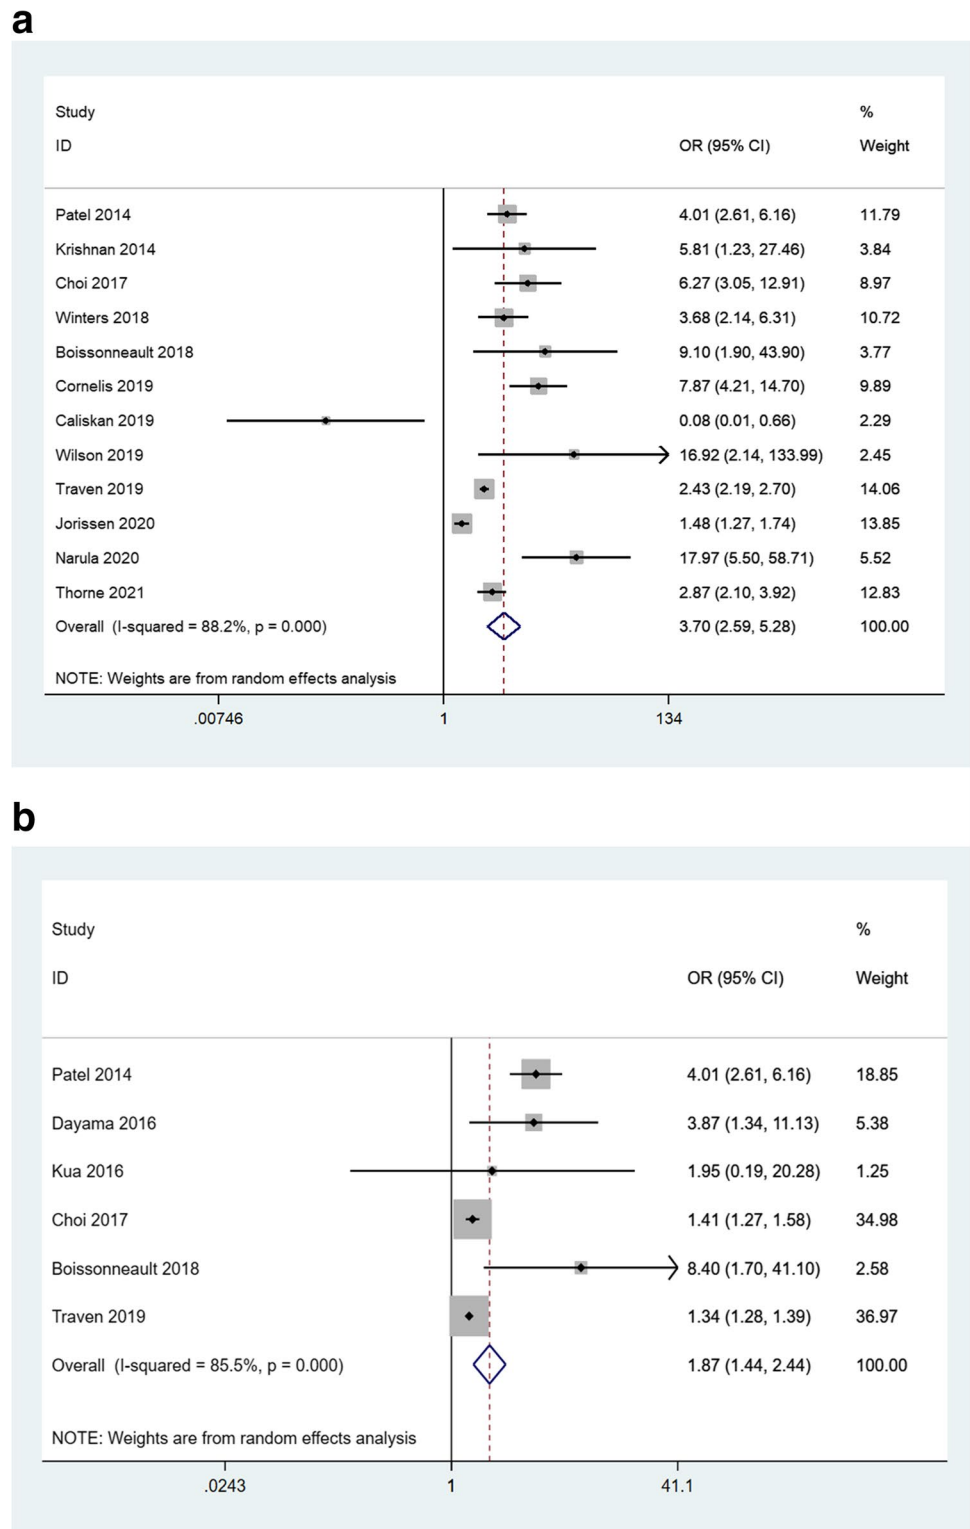 a
Study %
ID OR (95% CI) Weight
Patel 2014 4.01 (2.61, 6.16) 11.79
Krishnan 2014 5.81 (1.23, 27.46) 3.84
Choi 2017 6.27 (3.05, 12.91) 8.97
Winters 2018 3.68 (2.14, 6.31) 10.72
Boissonneault 2018 9.10 (1.90, 43.90) 3.77
Cornelis 2019 7.87 (4.21, 14.70) 9.89
Caliskan 2019 0.08 (0.01, 0.66) 2.29
Wilson 2019 16.92 (2.14, 133.99) 2.45
Traven 2019 2.43 (2.19, 2.70) 14.06
Jorissen 2020 1.48 (1.27, 1.74) 13.85
Narula 2020 17.97 (5.50, 58.71) 5.52
Thorne 2021 2.87 (2.10, 3.92) 12.83
Overall (I-squared = 88.2%, p = 0.000) 3.70 (2.59, 5.28) 100.00
NOTE: Weights are from random effects analysis
.00746 1 134
b
Study %
ID OR (95% CI) Weight
Patel 2014 4.01 (2.61, 6.16) 18.85
Dayama 2016 3.87 (1.34, 11.13) 5.38
Kua 2016 1.95 (0.19, 20.28) 1.25
Choi 2017 1.41 (1.27, 1.58) 34.98
Boissonneault 2018 8.40 (1.70, 41.10) 2.58
Traven 2019 1.34 (1.28, 1.39) 36.97
Overall (I-squared = 85.5%, p = 0.000) 1.87 (1.44, 2.44) 100.00
NOTE: Weights are from random effects analysis
.0243 1 41.1